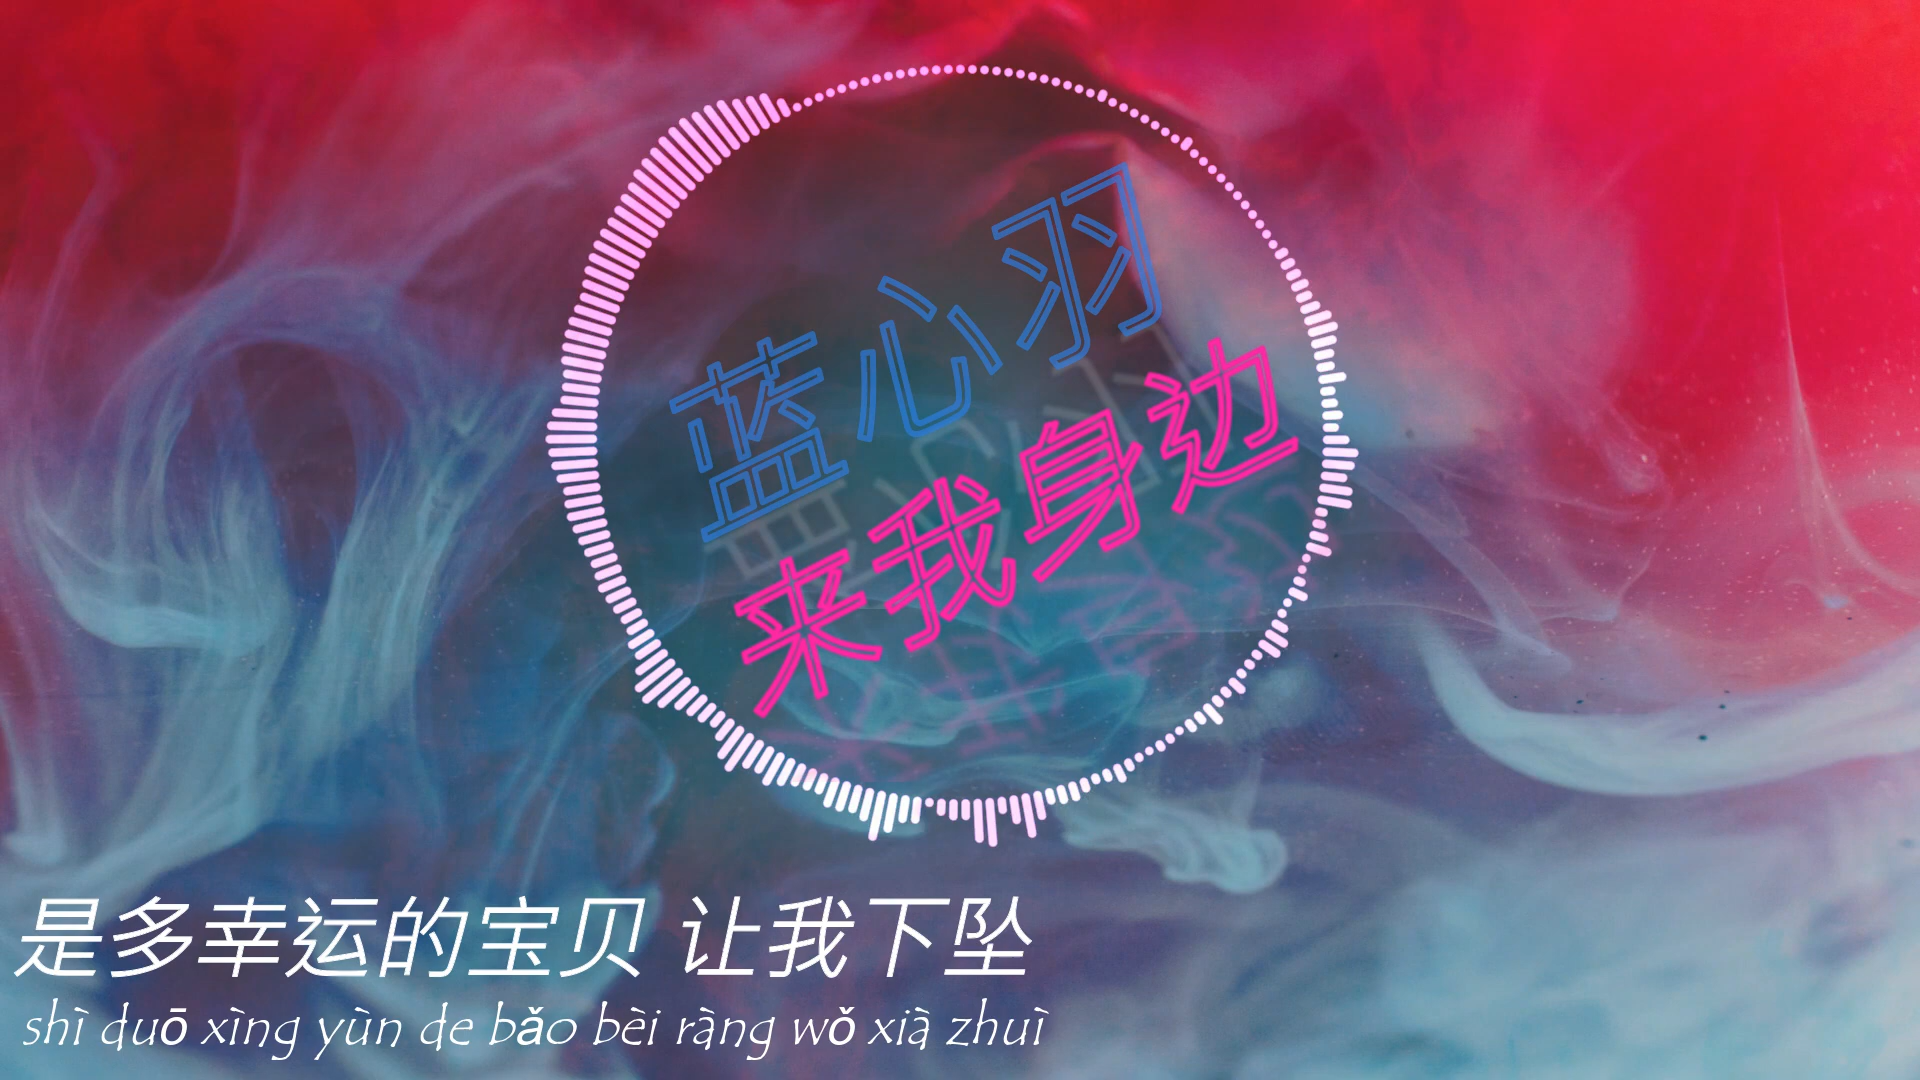 蓝心羽
来我身边
是多幸运的宝贝 让我下坠
shì duō xìng yùn de bǎo bèi ràng wǒ xià zhuì